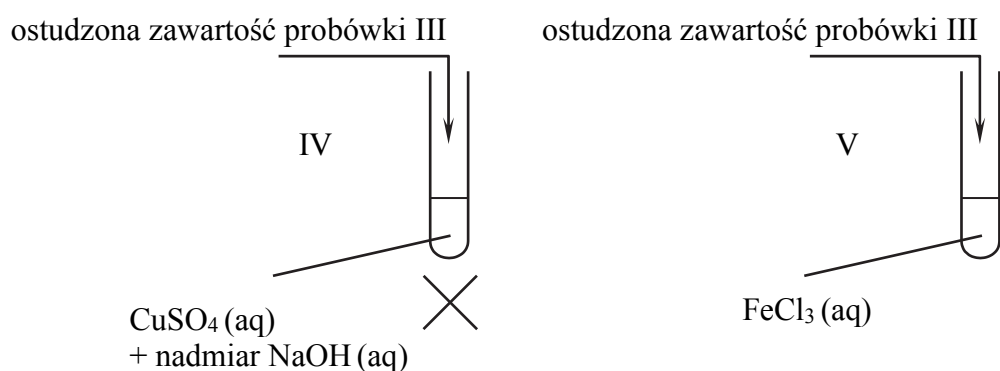 ostudzona zawartość probówki III
ostudzona zawartość probówki III
IV
V
CuSO₄ (aq)
+ nadmiar NaOH (aq)
FeCl₃ (aq)